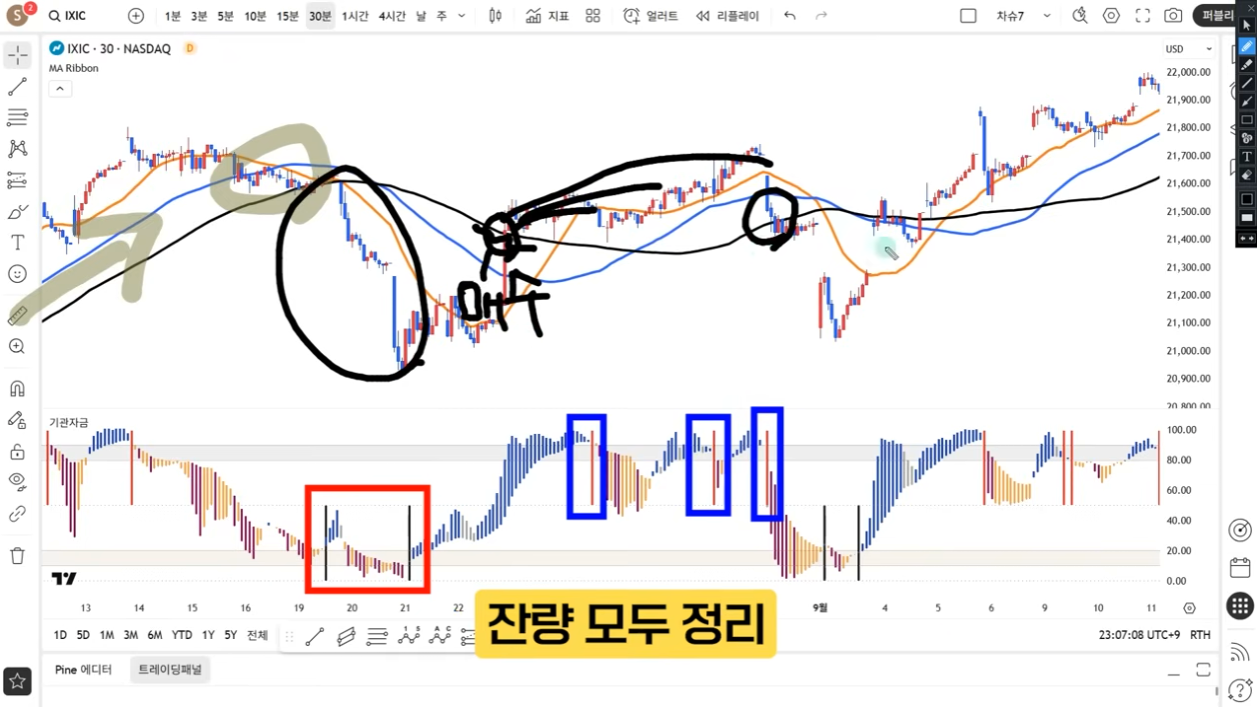 S 2 IXIC 1분 3분 5분 10분 15분 30분 1시간 4시간 날 주 지표 얼러트 리플레이 차슈7 퍼블리
IXIC · 30 · NASDAQ D USD
MA Ribbon
22,000.00
21,900.00
21,800.00
21,700.00
21,600.00
21,500.00
21,400.00
21,300.00
21,200.00
21,100.00
21,000.00
20,900.00
20,800.00
매수
기관자금
100.00
80.00
60.00
40.00
20.00
0.00
13 14 15 18 19 20 21 22 9월 4 5 6 9 10 11
잔량 모두 정리
1D 5D 1M 3M 6M YTD 1Y 5Y 전체 23:07:08 UTC+9 RTH
Pine 에디터 트레이딩패널